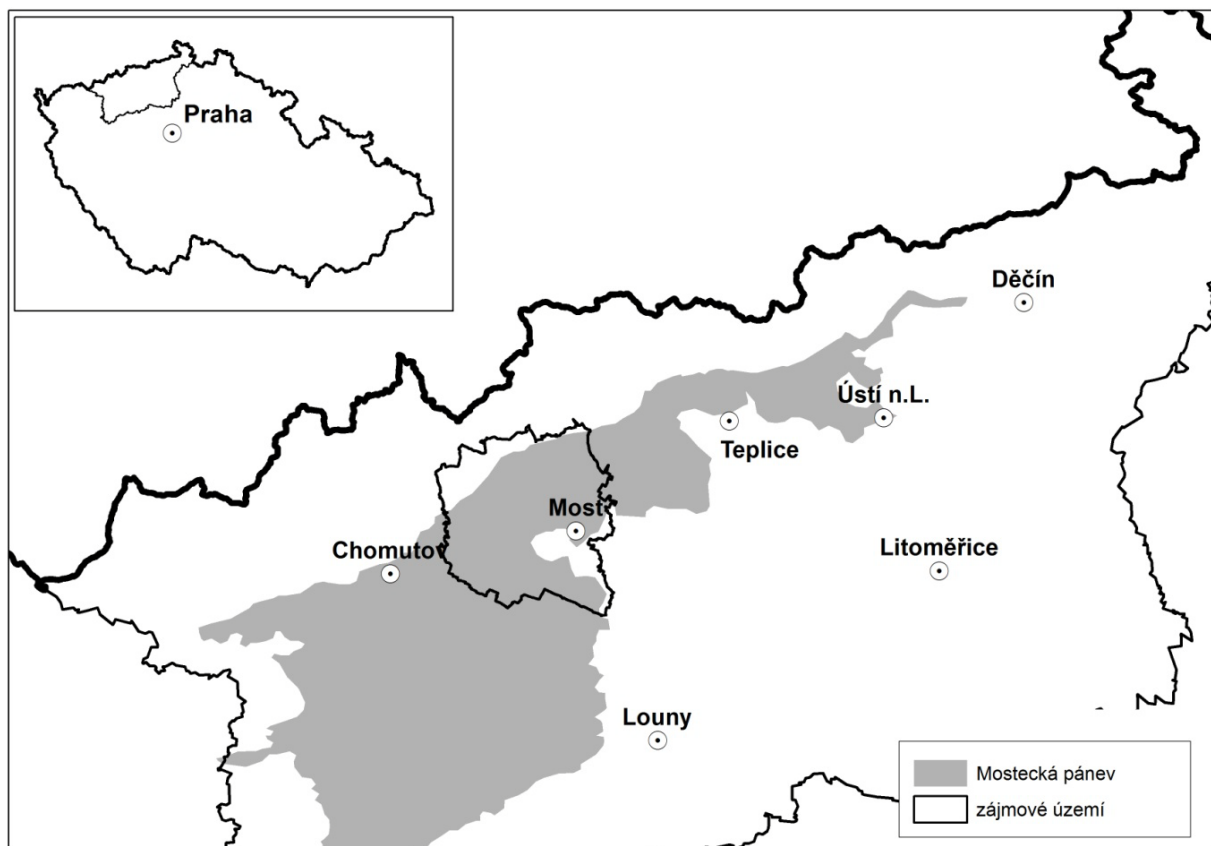 Praha
Děčín
Ústí n.L.
Teplice
Most
Chomutov
Litoměřice
Louny
Mostecká pánev
zájmové území